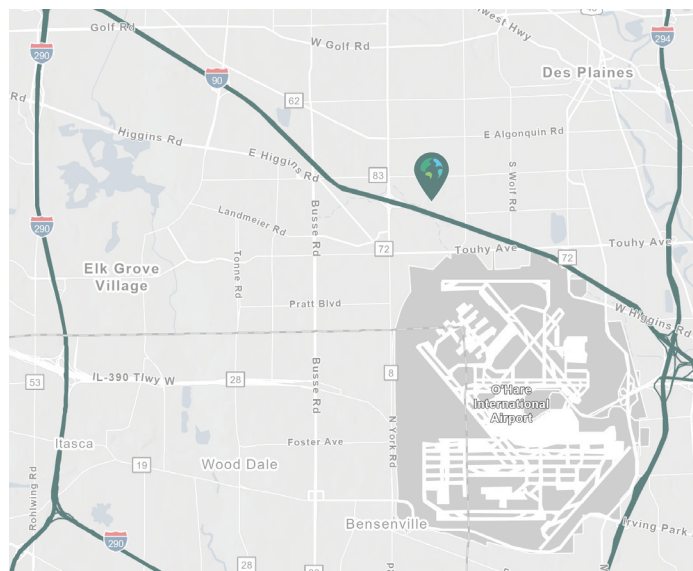 Golf Rd
290
W Golf Rd
90
Des Plaines
294
Rd
62
Higgins Rd
E Higgins Rd
E Algonquin Rd
83
S Wolf Rd
Landmeier Rd
Busse Rd
72
Touhy Ave
Touhy Ave
72
290
Elk Grove
Village
Tonne Rd
Pratt Blvd
W Higgins Rd
IL-390 Tlwy W
53
28
Busse Rd
8
O'Hare
International
Airport
N York Rd
Itasca
Foster Ave
19
Wood Dale
Rohlwing Rd
Bensenville
Irving Park
290
28